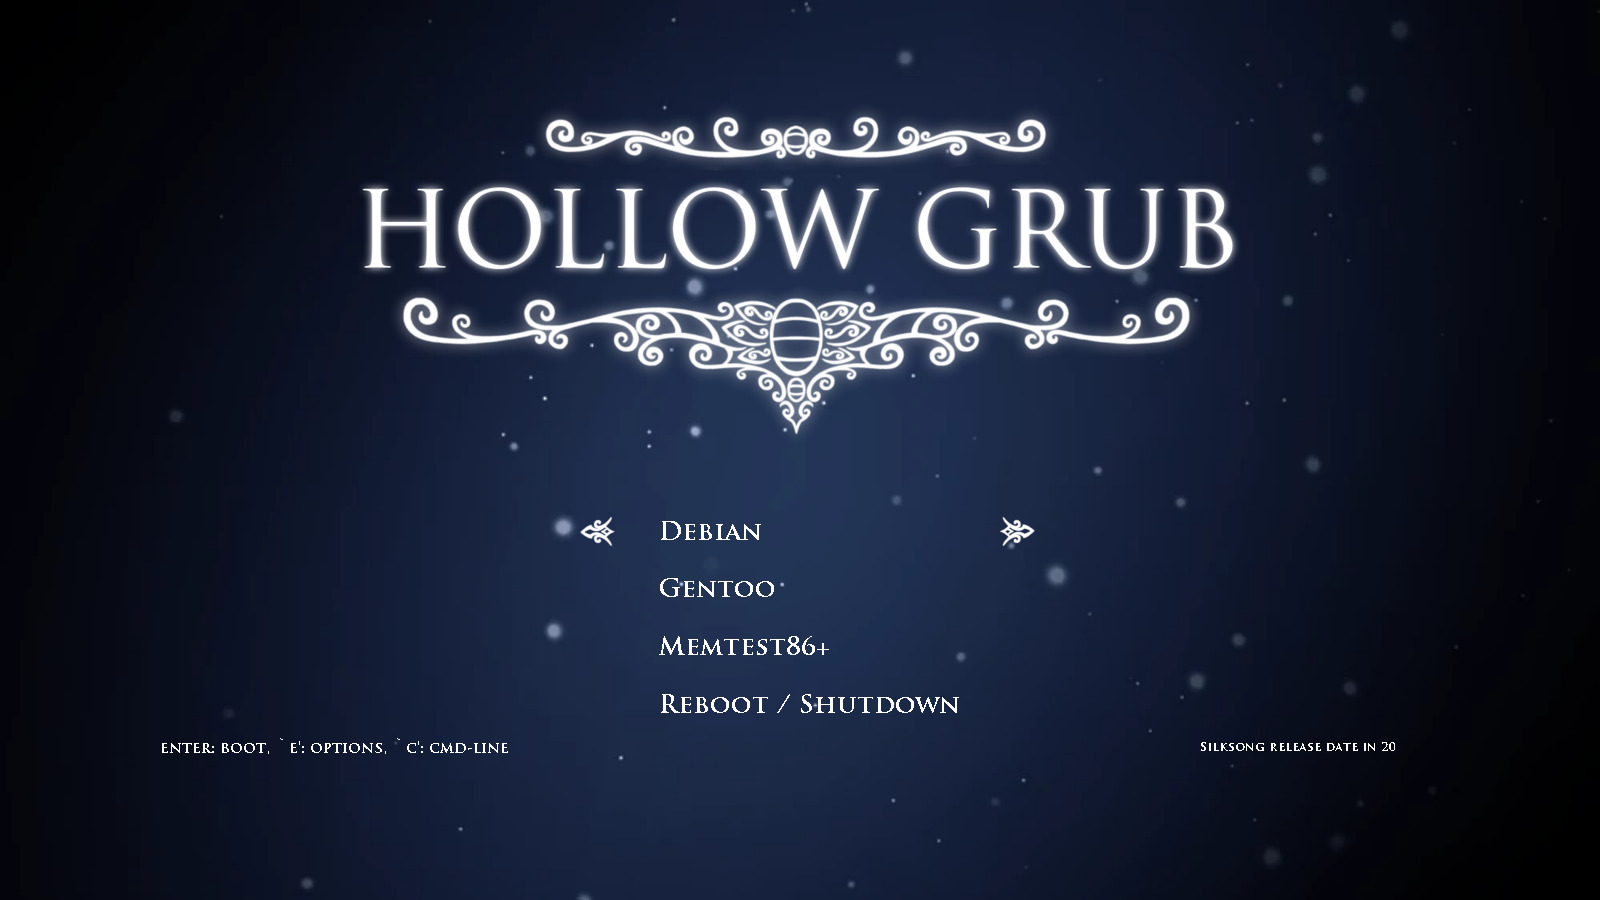 HOLLOW GRUB
Debian
Gentoo
Memtest86+
Reboot / Shutdown
enter: boot, `e': options, `c': cmd-line
Silksong release date in 20